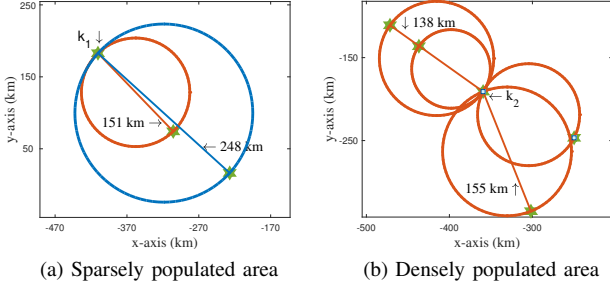 250
150
50
y-axis (km)
k1 ↓
151 km →
← 248 km
-470 -370 -270 -170
x-axis (km)
(a) Sparsely populated area
-150
-250
y-axis (km)
↓ 138 km
← k2
155 km ↑
-500 -400 -300
x-axis (km)
(b) Densely populated area